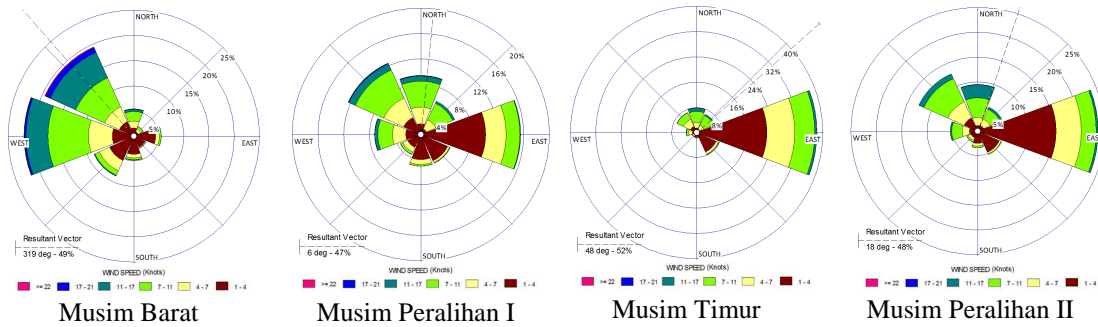 NORTH
25%
20%
15%
10%
5%
WEST
EAST
SOUTH
Resultant Vector
319 deg - 49%
WIND SPEED (Knots)
>= 22 17 - 21 11 - 17 7 - 11 4 - 7 1 - 4
Musim Barat
NORTH
20%
16%
12%
8%
4%
WEST
EAST
SOUTH
Resultant Vector
6 deg - 47%
WIND SPEED (Knots)
>= 22 17 - 21 11 - 17 7 - 11 4 - 7 1 - 4
Musim Peralihan I
NORTH
40%
32%
24%
16%
8%
WEST
EAST
SOUTH
Resultant Vector
48 deg - 52%
WIND SPEED (Knots)
>= 22 17 - 21 11 - 17 7 - 11 4 - 7 1 - 4
Musim Timur
NORTH
25%
20%
15%
10%
5%
WEST
EAST
SOUTH
Resultant Vector
18 deg - 48%
WIND SPEED (Knots)
>= 22 17 - 21 11 - 17 7 - 11 4 - 7 1 - 4
Musim Peralihan II